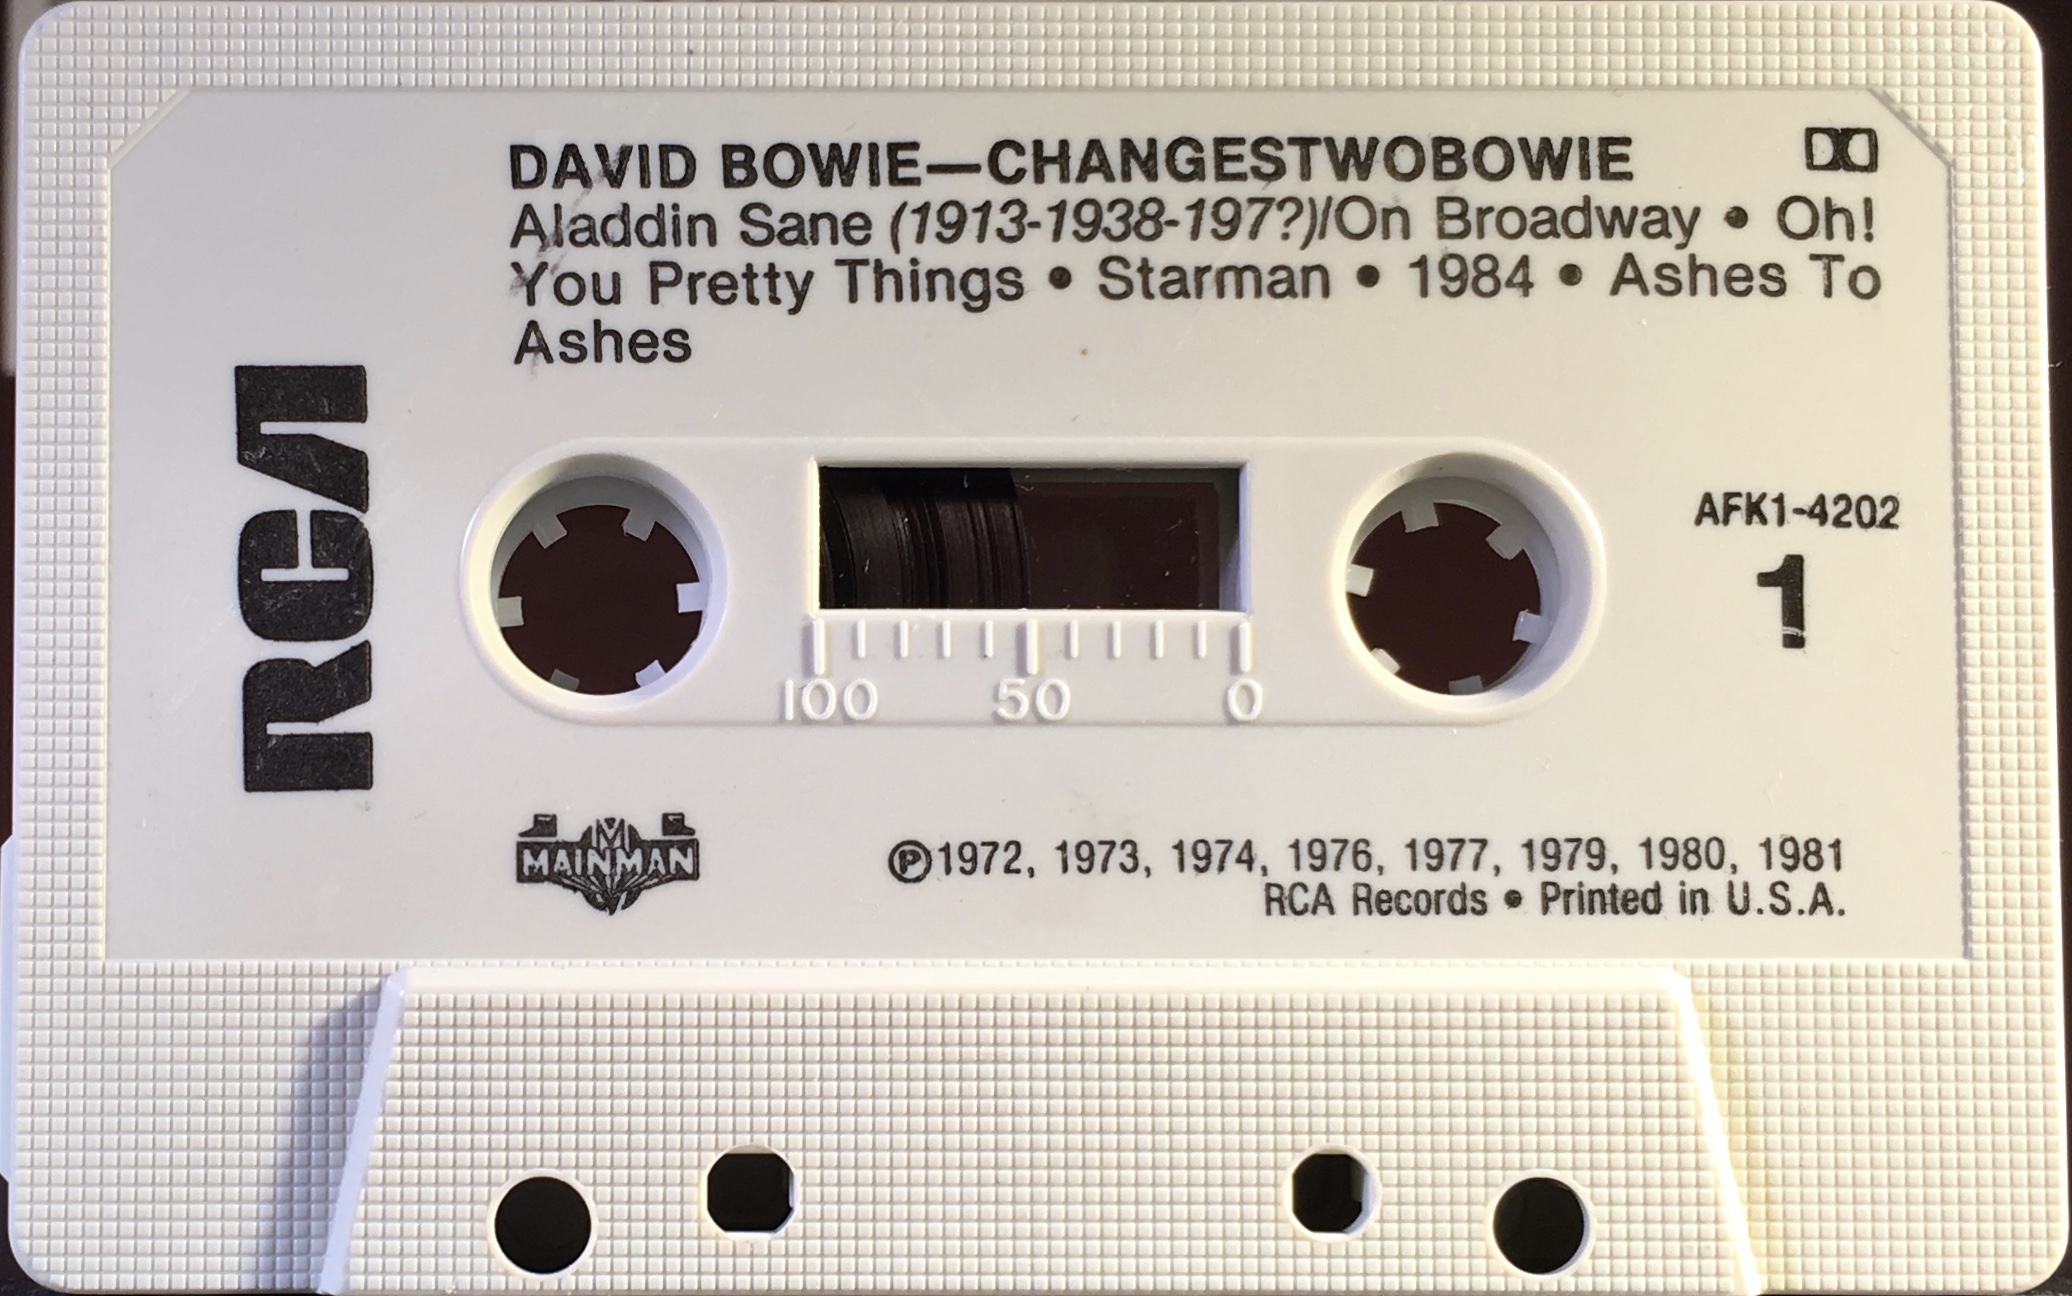 DAVID BOWIE—CHANGESTWOBOWIE
Aladdin Sane (1913-1938-197?)/On Broadway • Oh!
You Pretty Things • Starman • 1984 • Ashes To
Ashes
RCA
AFK1-4202
1
100 50 0
M
MAINMAN
℗1972, 1973, 1974, 1976, 1977, 1979, 1980, 1981
RCA Records • Printed in U.S.A.